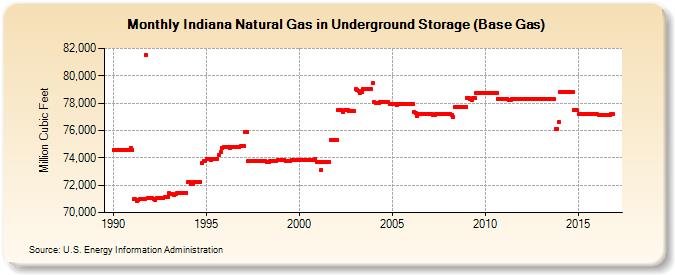 Monthly Indiana Natural Gas in Underground Storage (Base Gas)
Million Cubic Feet
82,000
80,000
78,000
76,000
74,000
72,000
70,000
1990 1995 2000 2005 2010 2015
Source: U.S. Energy Information Administration